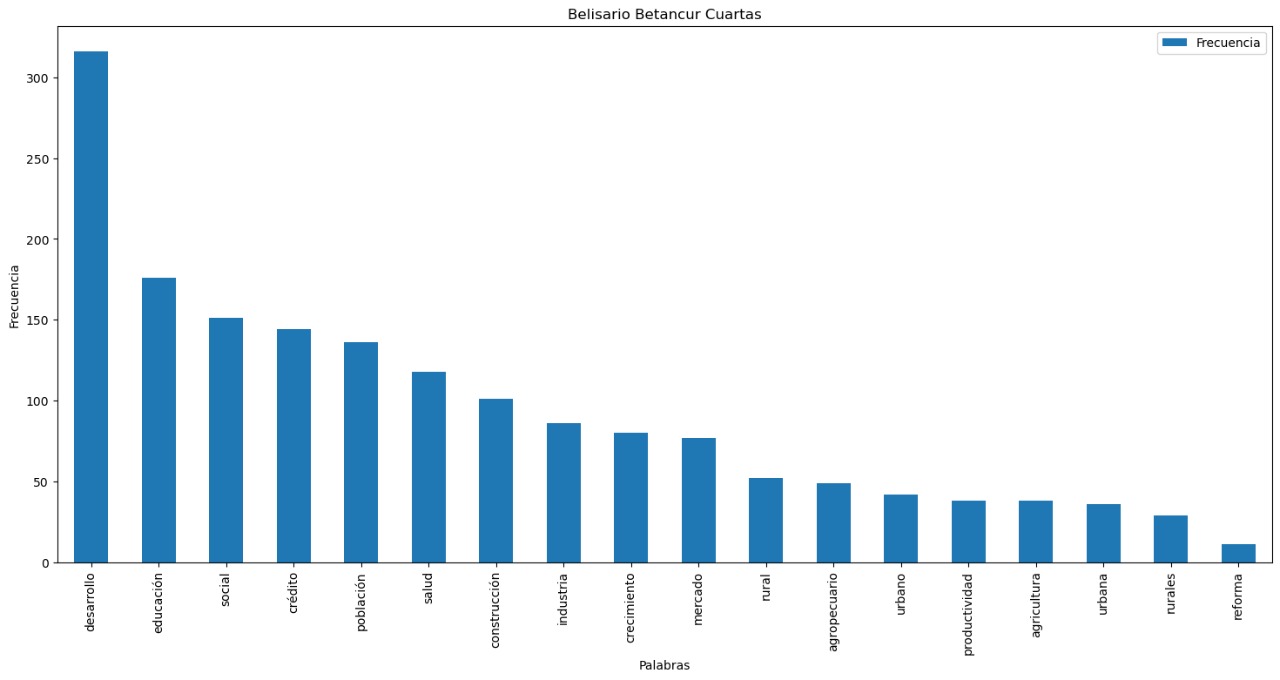 Belisario Betancur Cuartas
Frecuencia
300
250
200
150
100
50
0
Frecuencia
desarrollo
educación
social
crédito
población
salud
construcción
industria
crecimiento
mercado
rural
agropecuario
urbano
productividad
agricultura
urbana
rurales
reforma
Palabras